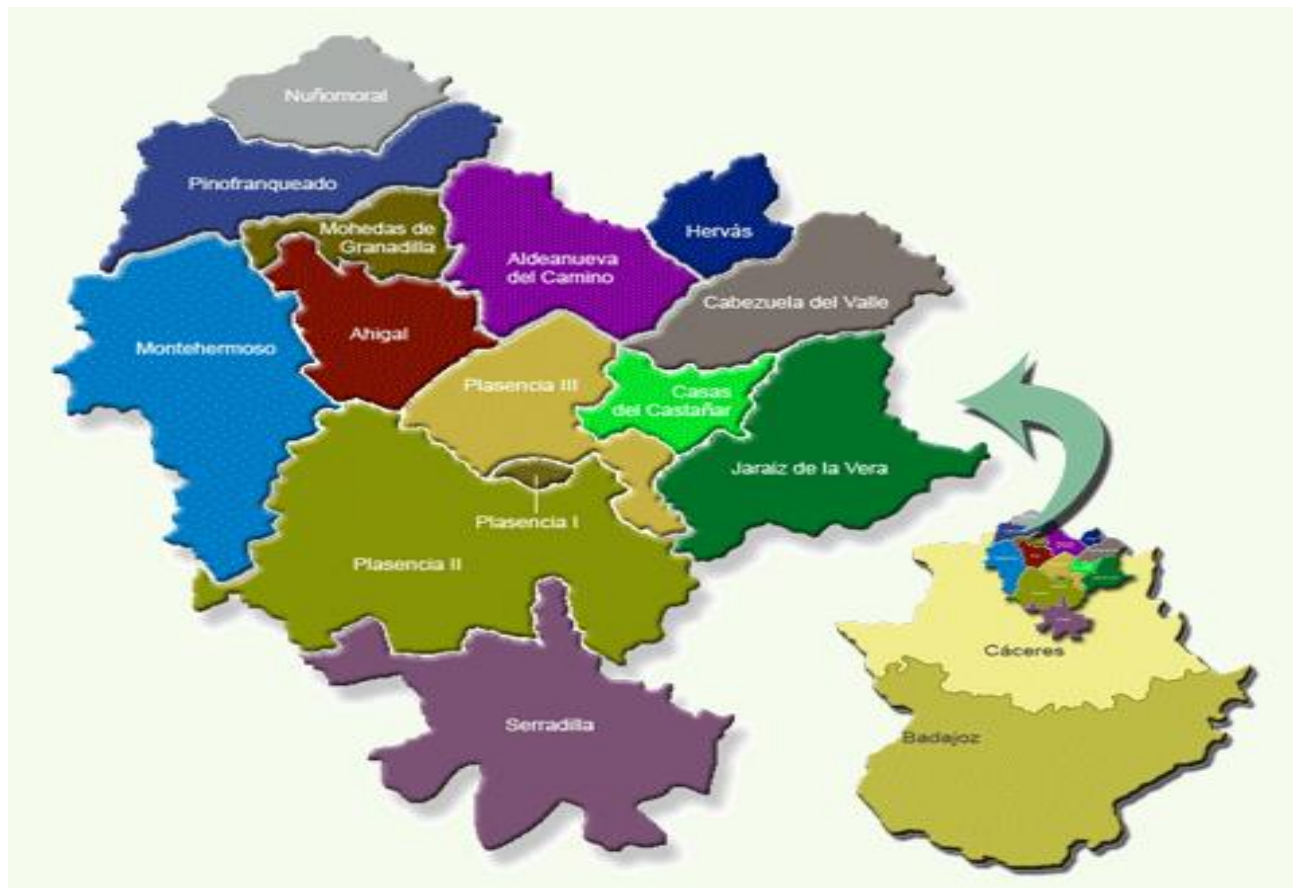 Nuñomoral
Pinofranqueado
Mohedas de
Granadilla
Hervás
Aldeanueva
del Camino
Cabezuela del Valle
Ahigal
Montehermoso
Plasencia III
Casas
del Castañar
Jaraiz de la Vera
Plasencia I
Plasencia II
Serradilla
Cáceres
Badajoz